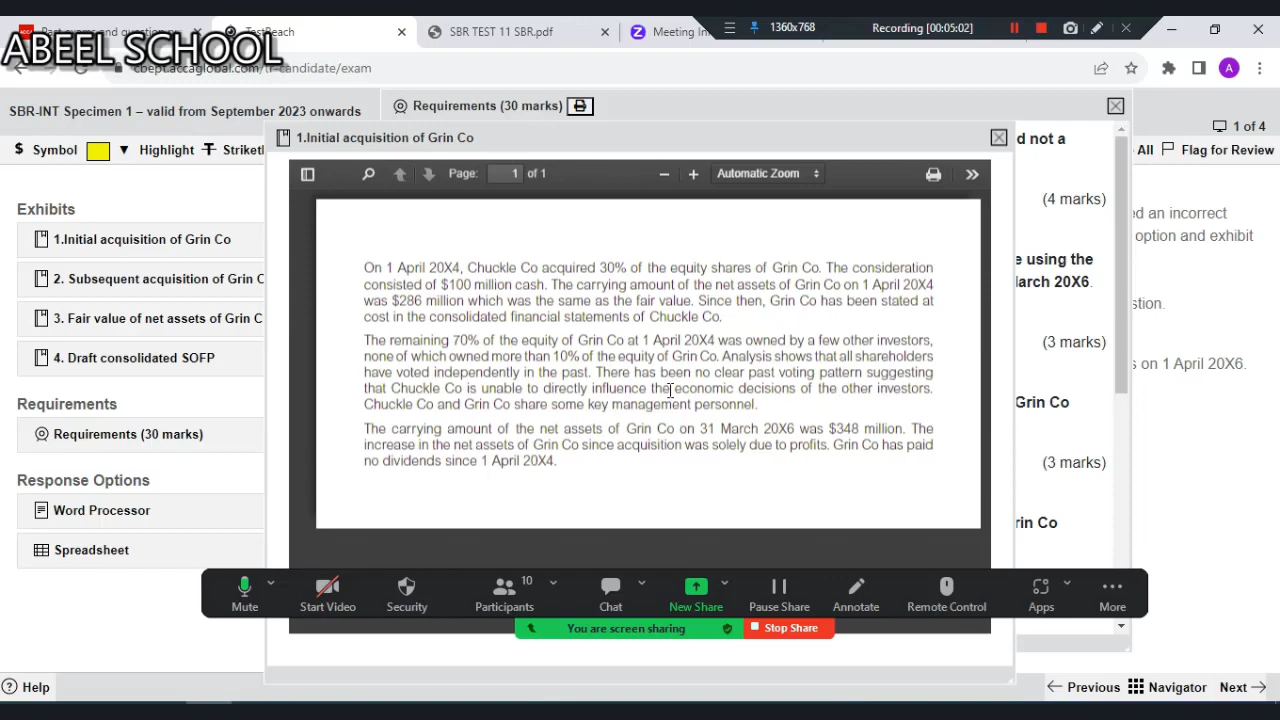 Past exams and question p
TestReach
SBR TEST 11 SBR.pdf
Meeting In
1360x768
Recording [00:05:02]
ABEEL SCHOOL
cbept.accaglobal.com/tr-candidate/exam
A
SBR-INT Specimen 1 – valid from September 2023 onwards
Requirements (30 marks)
1 of 4
$ Symbol
Highlight
Striket
All
Flag for Review
1.Initial acquisition of Grin Co
Page: 1 of 1
Automatic Zoom
Exhibits
1.Initial acquisition of Grin Co
2. Subsequent acquisition of Grin C
3. Fair value of net assets of Grin C
4. Draft consolidated SOFP
Requirements
Requirements (30 marks)
Response Options
Word Processor
Spreadsheet
On 1 April 20X4, Chuckle Co acquired 30% of the equity shares of Grin Co. The consideration
consisted of $100 million cash. The carrying amount of the net assets of Grin Co on 1 April 20X4
was $286 million which was the same as the fair value. Since then, Grin Co has been stated at
cost in the consolidated financial statements of Chuckle Co.
The remaining 70% of the equity of Grin Co at 1 April 20X4 was owned by a few other investors,
none of which owned more than 10% of the equity of Grin Co. Analysis shows that all shareholders
have voted independently in the past. There has been no clear past voting pattern suggesting
that Chuckle Co is unable to directly influence the economic decisions of the other investors.
Chuckle Co and Grin Co share some key management personnel.
The carrying amount of the net assets of Grin Co on 31 March 20X6 was $348 million. The
increase in the net assets of Grin Co since acquisition was solely due to profits. Grin Co has paid
no dividends since 1 April 20X4.
d not a
(4 marks)
e using the
arch 20X6.
(3 marks)
Grin Co
(3 marks)
rin Co
ed an incorrect
option and exhibit
stion.
s on 1 April 20X6.
Mute
Start Video
Security
Participants
10
Chat
New Share
Pause Share
Annotate
Remote Control
Apps
More
You are screen sharing
Stop Share
Help
Previous
Navigator
Next